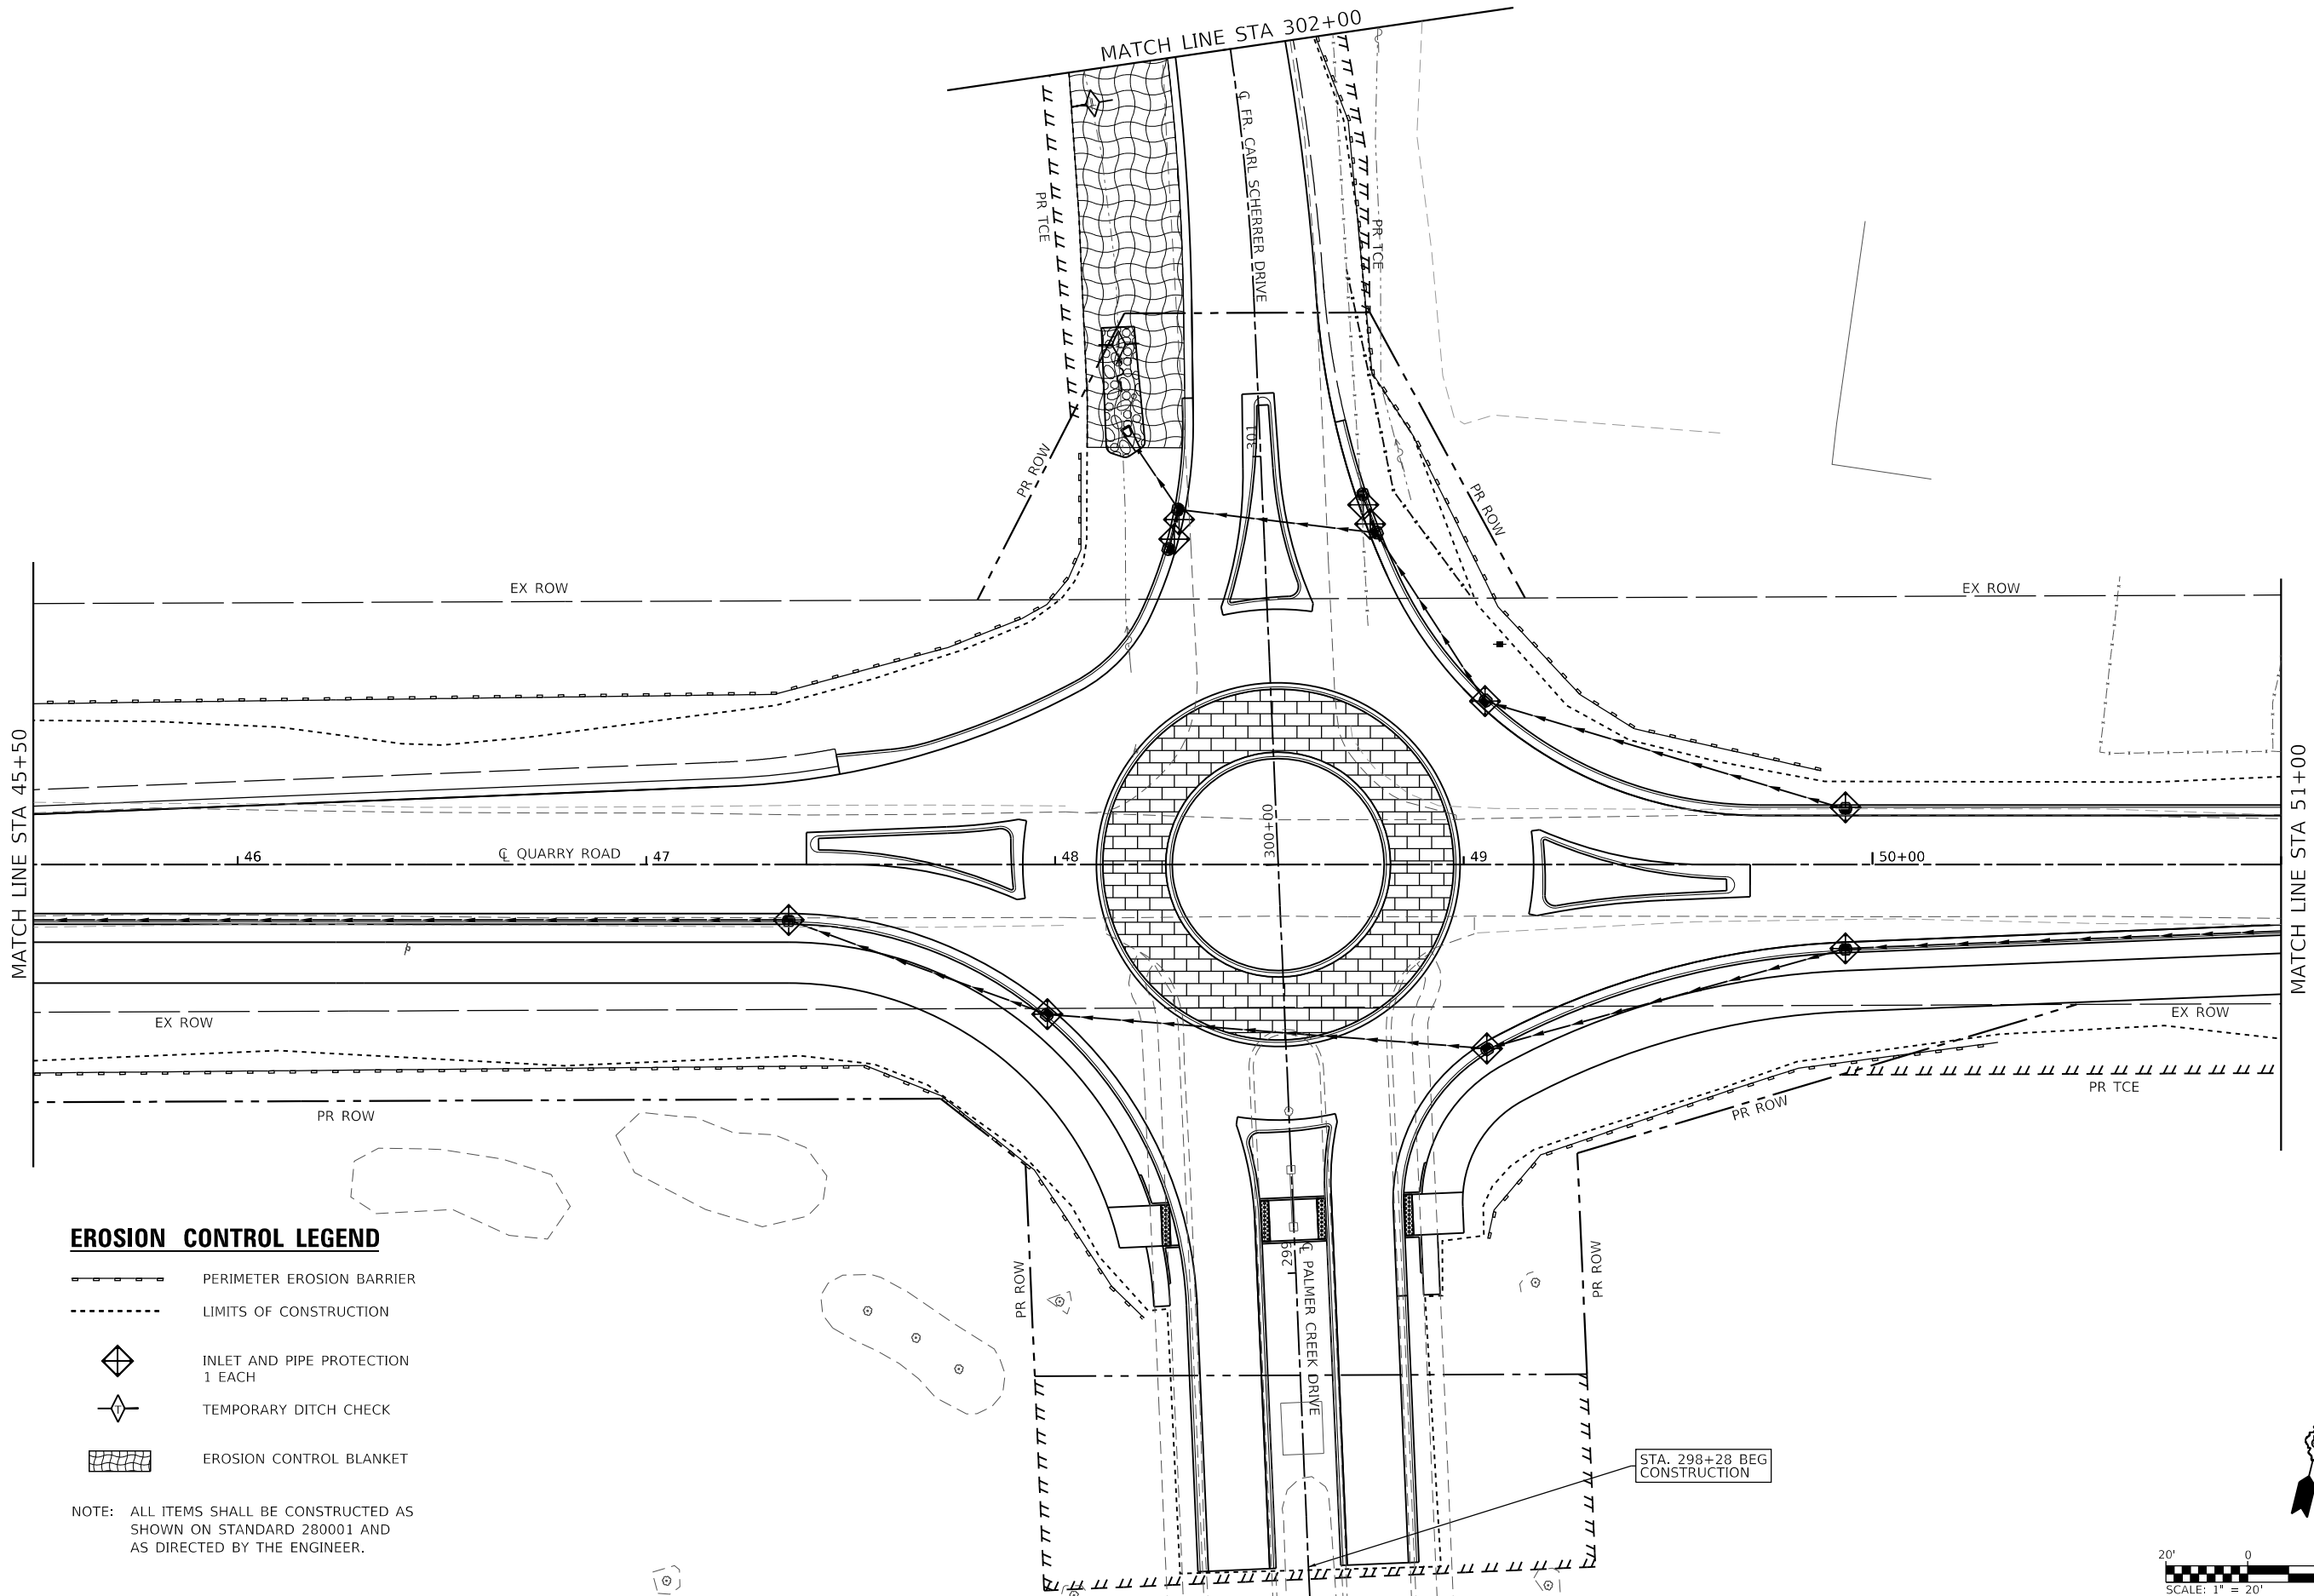 MATCH LINE STA 302+00
℄ FR. CARL SCHERRER DRIVE
PR TCE
PR TCE
301
PR ROW
PR ROW
EX ROW
EX ROW
MATCH LINE STA 45+50
MATCH LINE STA 51+00
300+00
46
℄ QUARRY ROAD
47
48
49
50+00
EX ROW
EX ROW
PR ROW
PR ROW
PR TCE
EROSION CONTROL LEGEND
PERIMETER EROSION BARRIER
LIMITS OF CONSTRUCTION
INLET AND PIPE PROTECTION
1 EACH
T
TEMPORARY DITCH CHECK
EROSION CONTROL BLANKET
NOTE: ALL ITEMS SHALL BE CONSTRUCTED AS
SHOWN ON STANDARD 280001 AND
AS DIRECTED BY THE ENGINEER.
PR ROW
299
℄ PALMER CREEK DRIVE
PR ROW
STA. 298+28 BEG
CONSTRUCTION
20' 0
SCALE: 1" = 20'